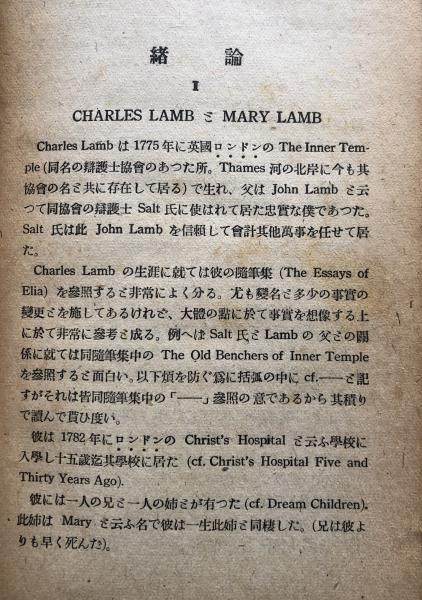 緒論
I
CHARLES LAMB と MARY LAMB
Charles Lamb は 1775年に英國ロンドンの The Inner Tem-
ple (同名の辯護士協會のあつた所。Thames 河の北岸に今も其
協會の名と共に存在して居る) で生れ、父は John Lamb と云
つて同協會の辯護士 Salt 氏に使はれて居た忠實な僕であつた。
Salt 氏は此 John Lamb を信賴して會計其他萬事を任せて居
た。
Charles Lamb の生涯に就ては彼の隨筆集 (The Essays of
Elia) を參照すると非常によく分る。尤も變名と多少の事實の
變更とを施してあるけれど、大體の點に於て事實を想像する上
に於て非常に參考と成る。例へば Salt 氏と Lamb の父との關
係に就ては同隨筆集中の The Old Benchers of Inner Temple
を參照すると面白い。以下煩を防ぐ爲に括弧の中に cf.——と記
すがそれは皆同隨筆集中の「——」參照の意であるから其積り
で讀んで貰ひ度い。
彼は 1782年にロンドンの Christ's Hospital と云ふ學校に
入學し十五歲迄其學校に居た (cf. Christ's Hospital Five and
Thirty Years Ago).
彼には一人の兄と一人の姉とが有つた (cf. Dream Children).
此姉は Mary と云ふ名で彼は一生此姉と同棲した。(兄は彼よ
りも早く死んだ)。